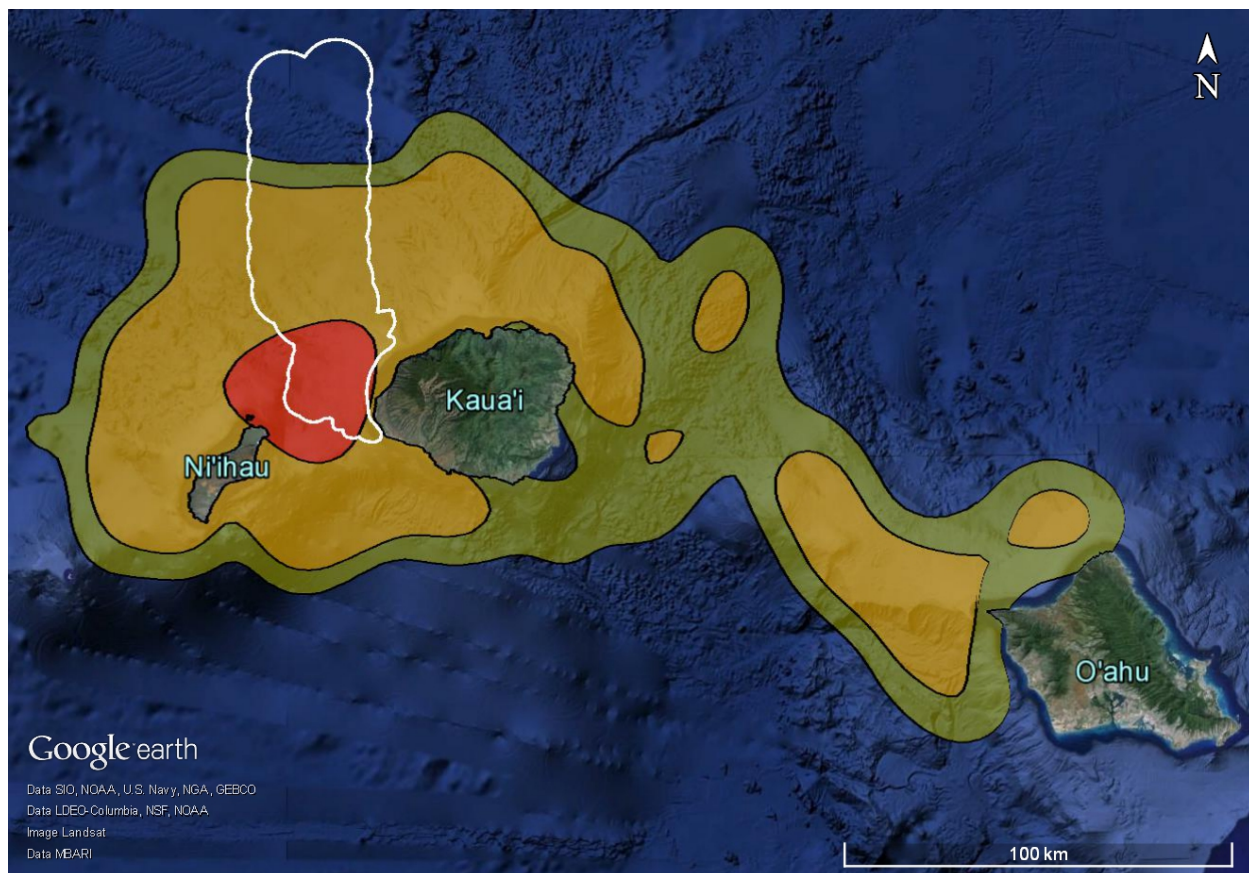 N
Kaua'i
Ni'ihau
O'ahu
Google earth
Data SIO, NOAA, U.S. Navy, NGA, GEBCO
Data LDEO-Columbia, NSF, NOAA
Image Landsat
Data MBARI
100 km